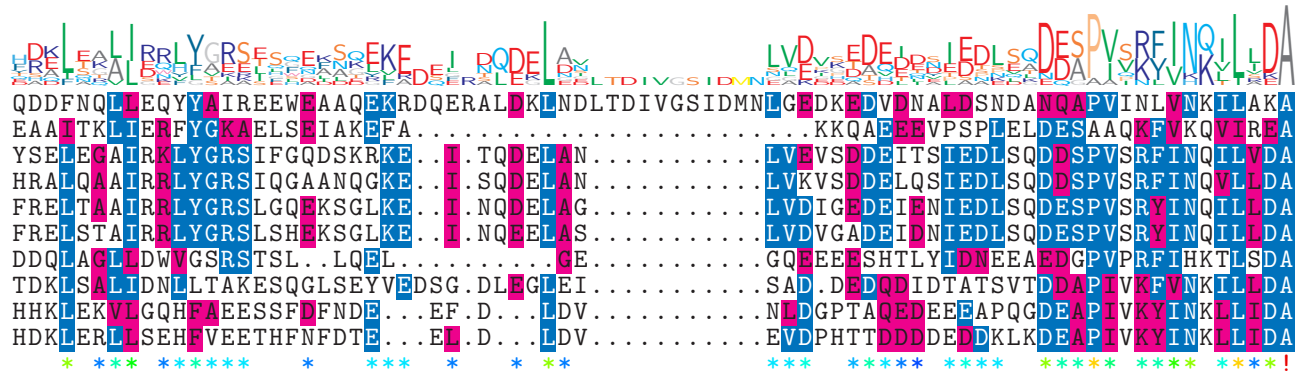 QDDFNQLLEQYYAIREEWEAAQEKRDQERALDKLNDLTDIVGSIDMNLGEDKEDVDNALDSNDANQAPVINLVNKILAKA
EAAITKLIERFYGKAELSEIAKEFA.........................KKQAEEEVPSPLELDESAAQKFVKQVIREA
YSELEGAIRKLYGRSIFGQDSKRKE..I.TQDELAN...........LVEVSDDEITSIEDLSQDDSPVSRFINQILVDA
HRALQAAIRRLYGRSIQGAANQGKE..I.SQDELAN...........LVKVSDDELQSIEDLSQDDSPVSRFINQVLLDA
FRELTAAIRRLYGRSLGQEKSGLKE..I.NQDELAG...........LVDIGEDEIENIEDLSQDESPVSRYINQILLDA
FRELSTAIRRLYGRSLSHEKSGLKE..I.NQEELAS...........LVDVGADEIDNIEDLSQDESPVSRYINQILLDA
DDQLAGLLDWVGSRSTSL..LQEL..........GE...........GQEEEESHTLYIDNEEAEDGPVPRFIHKTLSDA
TDKLSALIDNLLTAKESQGLSEYVEDSG.DLEGLEI...........SAD.DEDQDIDTATSVTDDAPIVKFVNKILLDA
HHKLEKVLGQHFAEESSFDFNDE...EF.D...LDV...........NLDGPTAQEDEEEAPQGDEAPIVKYINKLLIDA
HDKLERLLSEHFVEETHFNFDTE...EL.D...LDV...........EVDPHTTDDDDEDDKLKDEAPIVKYINKLLIDA